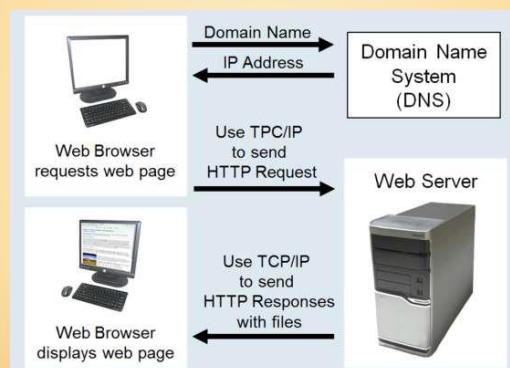 Domain Name
IP Address
Domain Name
System
(DNS)
Web Browser
requests web page
Use TPC/IP
to send
HTTP Request
Web Server
Use TCP/IP
to send
HTTP Responses
with files
Web Browser
displays web page